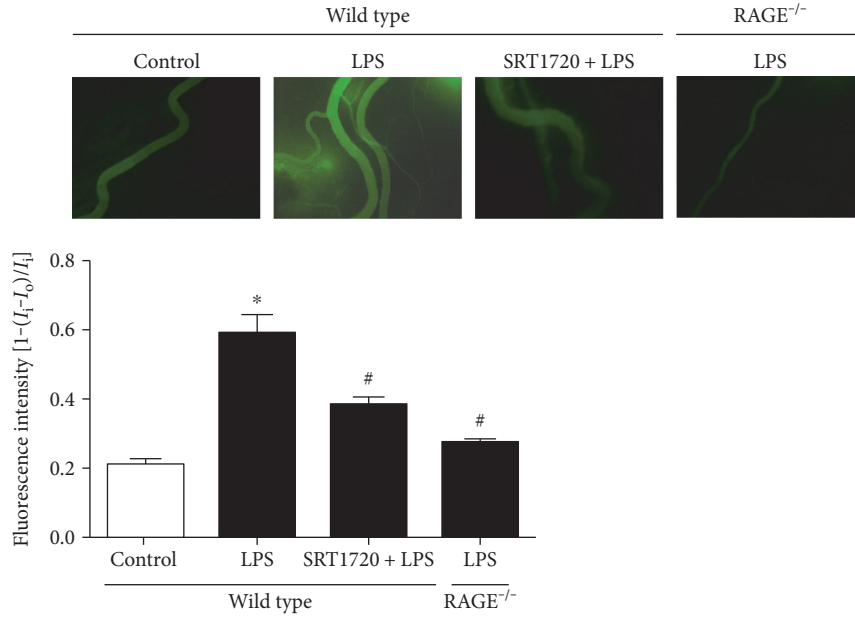 Wild type RAGE⁻/⁻
Control LPS SRT1720 + LPS LPS
Fluorescence intensity [1-(Iᵢ-Iₒ)/Iᵢ]
0.8
0.6
0.4
0.2
0.0
*
#
#
Control LPS SRT1720 + LPS LPS
Wild type RAGE⁻/⁻